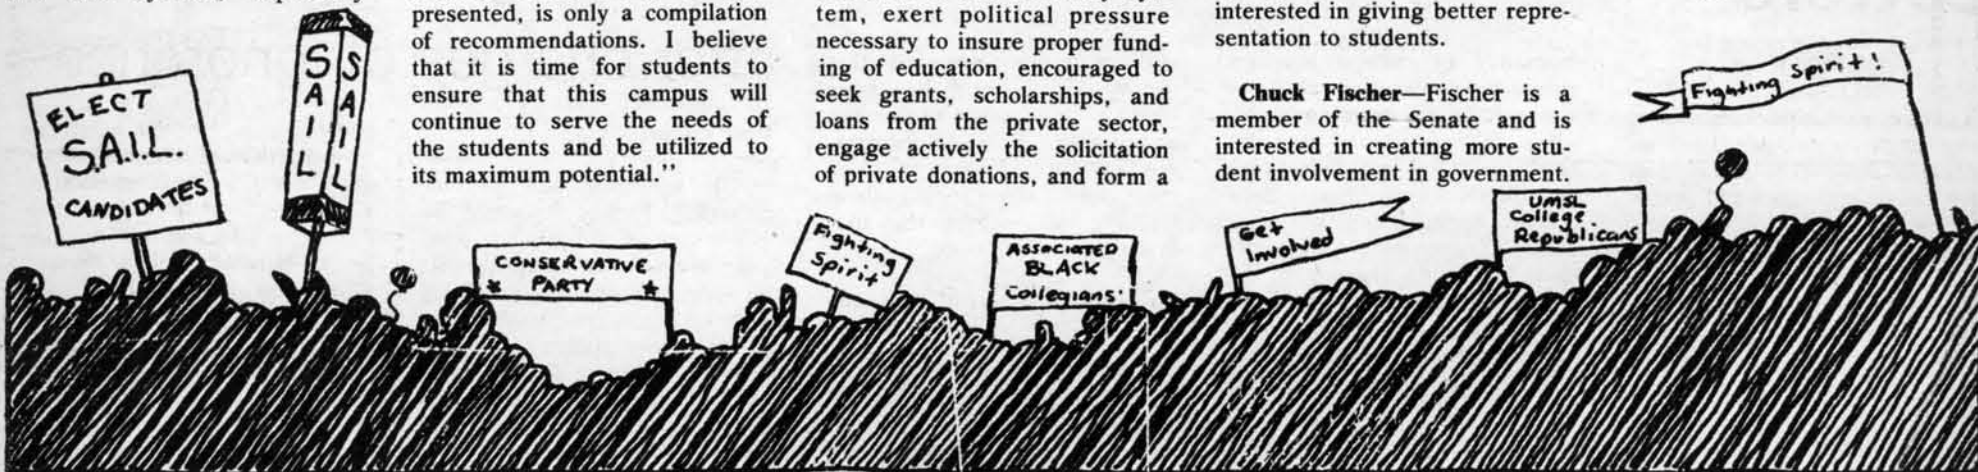 presented, is only a compilation
of recommendations. I believe
that it is time for students to
ensure that this campus will
continue to serve the needs of
the students and be utilized to
its maximum potential."
tem, exert political pressure
necessary to insure proper fund-
ing of education, encouraged to
seek grants, scholarships, and
loans from the private sector,
engage actively the solicitation
of private donations, and form a
interested in giving better repre-
sentation to students.
Chuck Fischer—Fischer is a
member of the Senate and is
interested in creating more stu-
dent involvement in government.
ELECT
S.A.I.L.
CANDIDATES
SAIL
SAIL
CONSERVATIVE
PARTY
Fighting
Spirit
ASSOCIATED
BLACK
Collegians
Get
Involved
UMSL
College
Republicans
Fighting Spirit!